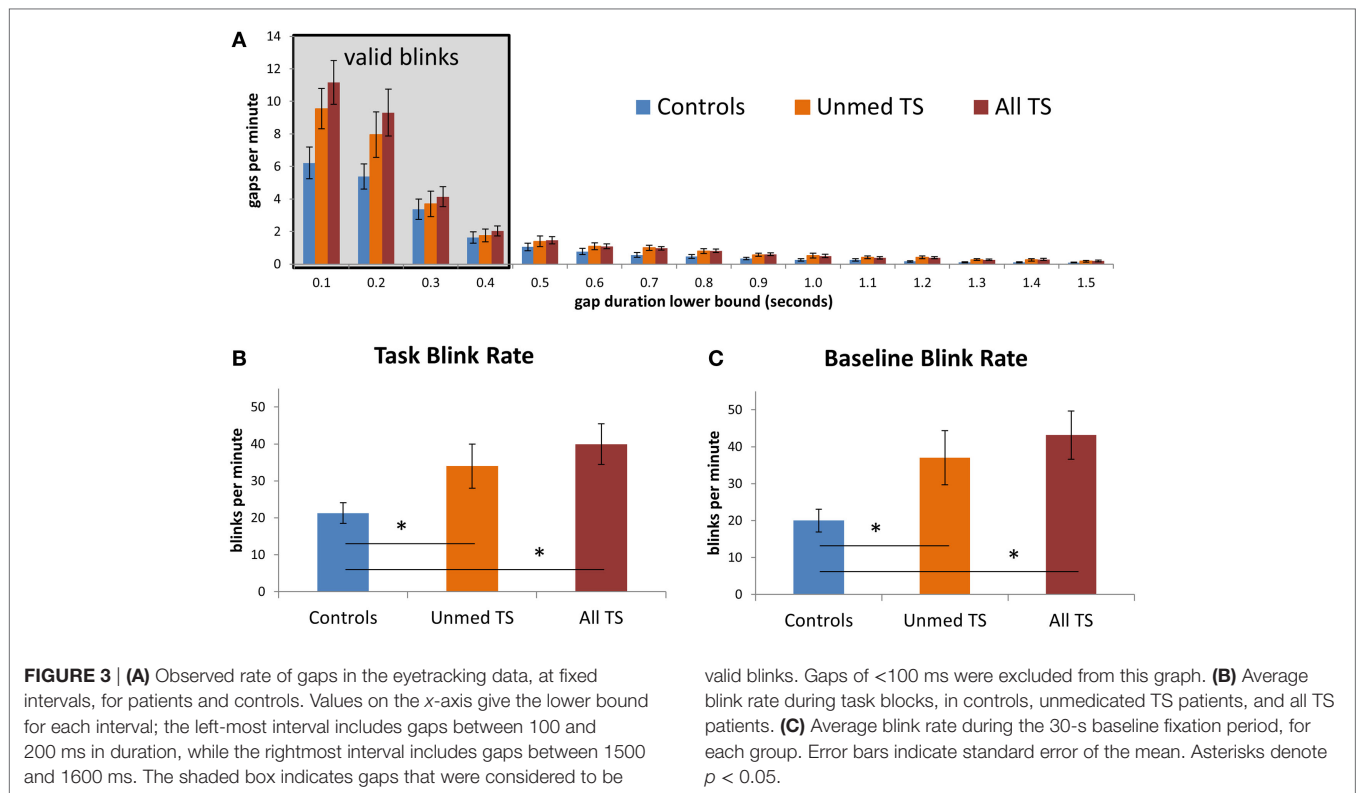 A
valid blinks
Controls Unmed TS All TS
gaps per minute
14
12
10
8
6
4
2
0
0.1 0.2 0.3 0.4 0.5 0.6 0.7 0.8 0.9 1.0 1.1 1.2 1.3 1.4 1.5
gap duration lower bound (seconds)
B
Task Blink Rate
blinks per minute
50
40
30
20
10
0
*
*
Controls Unmed TS All TS
C
Baseline Blink Rate
blinks per minute
50
40
30
20
10
0
*
*
Controls Unmed TS All TS
FIGURE 3 | (A) Observed rate of gaps in the eyetracking data, at fixed
intervals, for patients and controls. Values on the x-axis give the lower bound
for each interval; the left-most interval includes gaps between 100 and
200 ms in duration, while the rightmost interval includes gaps between 1500
and 1600 ms. The shaded box indicates gaps that were considered to be
valid blinks. Gaps of <100 ms were excluded from this graph. (B) Average
blink rate during task blocks, in controls, unmedicated TS patients, and all TS
patients. (C) Average blink rate during the 30-s baseline fixation period, for
each group. Error bars indicate standard error of the mean. Asterisks denote
p < 0.05.